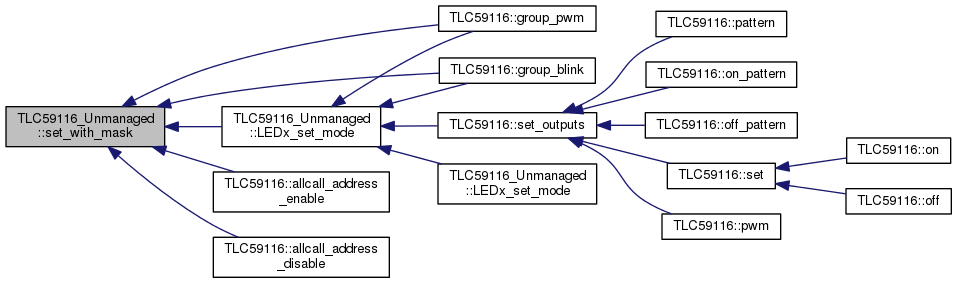 TLC59116_Unmanaged
::set_with_mask
TLC59116::group_pwm
TLC59116::group_blink
TLC59116_Unmanaged
::LEDx_set_mode
TLC59116::allcall_address
_enable
TLC59116::allcall_address
_disable
TLC59116::set_outputs
TLC59116_Unmanaged
::LEDx_set_mode
TLC59116::pattern
TLC59116::on_pattern
TLC59116::off_pattern
TLC59116::set
TLC59116::pwm
TLC59116::on
TLC59116::off